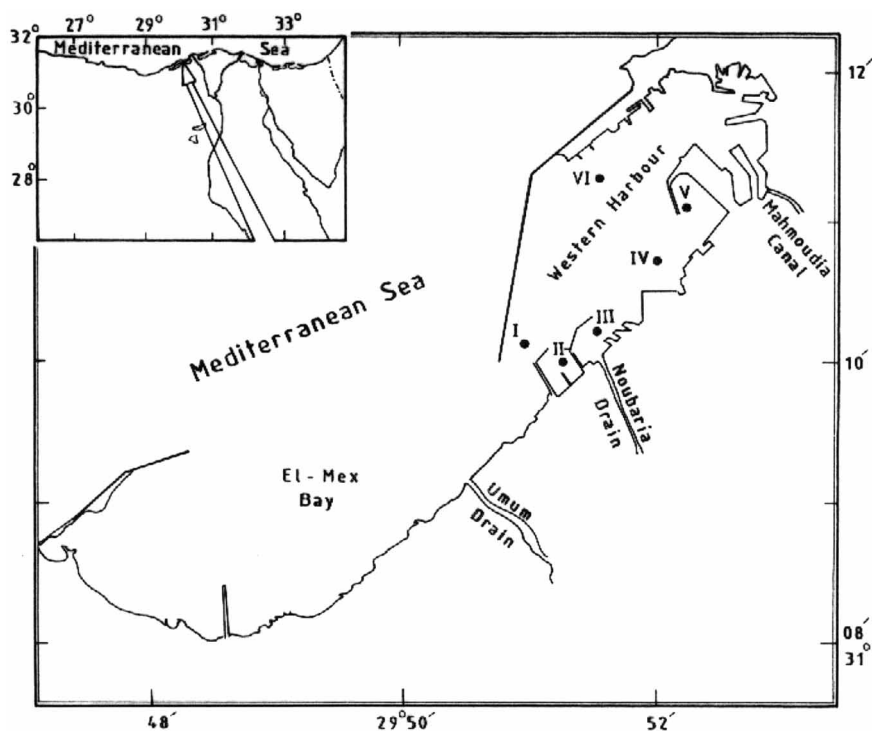 27° 29° 31° 33°
32°
Mediterranean Sea
30°
28°
12′
VI
Western Harbour
V
Mahmoudia
Canal
IV
Mediterranean Sea
I
III
II
10′
Noubaria
Drain
El-Mex
Bay
Umum
Drain
08′
31°
48′ 29°50′ 52′